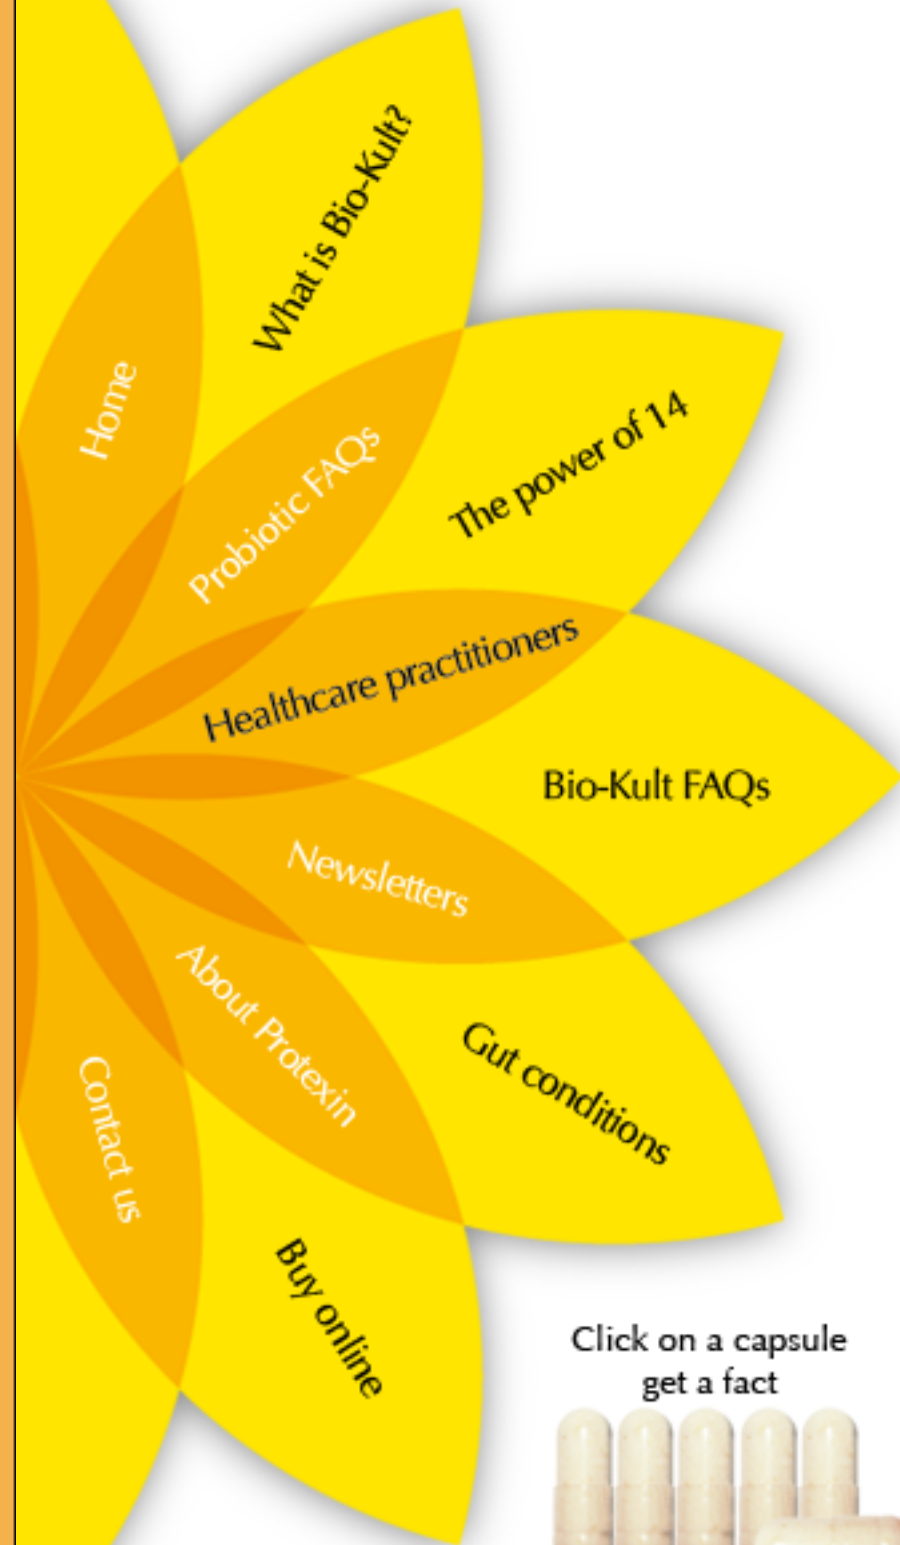 What is Bio-Kult?
Home
The power of 14
Probiotic FAQs
Healthcare practitioners
Bio-Kult FAQs
Newsletters
About Protexin
Gut conditions
Contact us
Buy online
Click on a capsule
get a fact